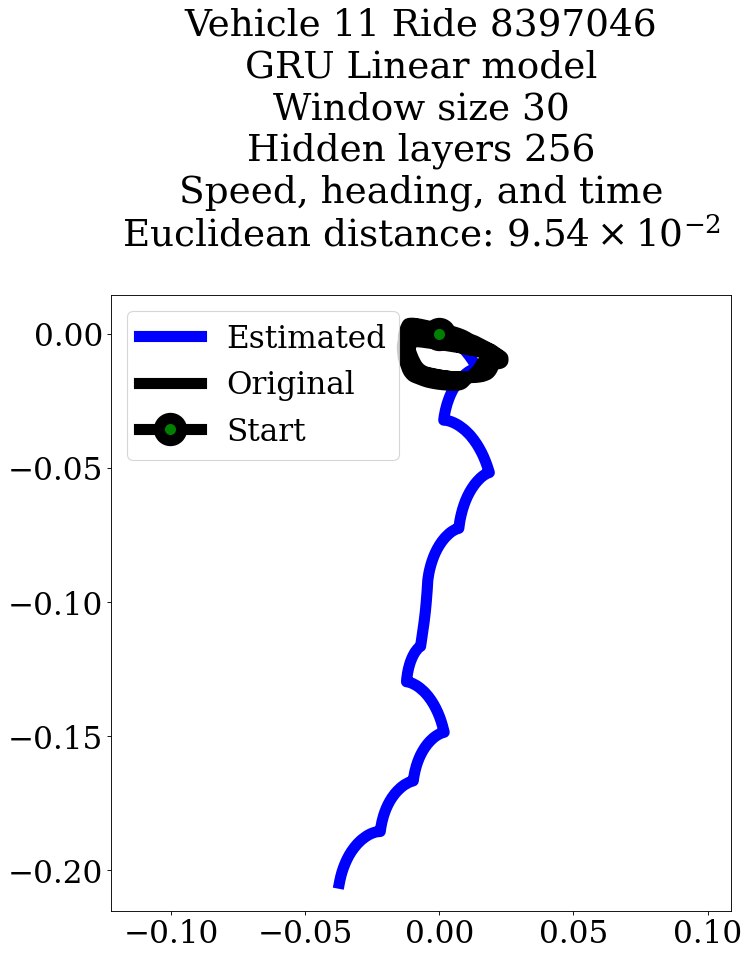 Vehicle 11 Ride 8397046
GRU Linear model
Window size 30
Hidden layers 256
Speed, heading, and time
Euclidean distance: 9.54 × 10⁻²
Estimated
Original
Start
0.00
−0.05
−0.10
−0.15
−0.20
−0.10 −0.05 0.00 0.05 0.10